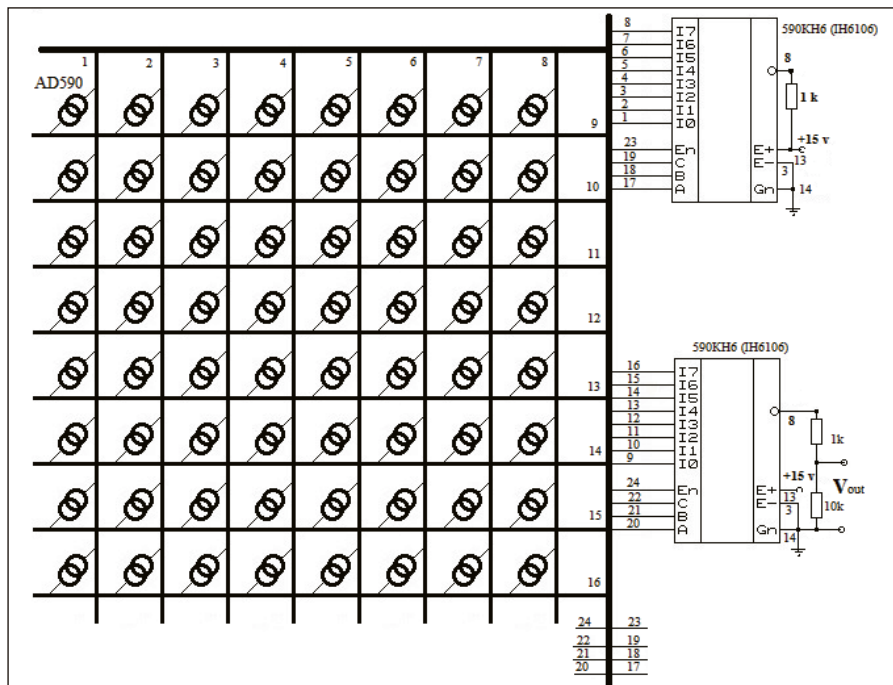 590KH6 (IH6106)
8 I7
7 I6
6 I5
5 I4
4 I3
3 I2
2 I1
1 I0
8
1 k
+15 v
23 En E+
19 C E- 13
18 B 3
17 A Gn 14
1 2 3 4 5 6 7 8
AD590
9
10
11
12
13
14
15
16
590KH6 (IH6106)
16 I7
15 I6
14 I5
13 I4
12 I3
11 I2
10 I1
9 I0
8
1k
+15 v
24 En E+
22 C E- 13
21 B 3
20 A Gn 14
10k
Vout
24 23
22 19
21 18
20 17